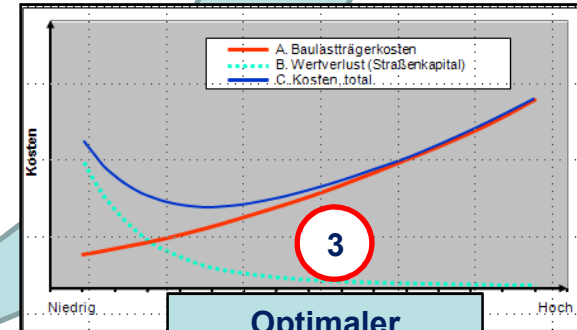 A. Baulastträgerkosten
B. Wertverlust (Straßenkapital)
C. Kosten, total
Kosten
3
Niedrig
Hoch
Optimaler